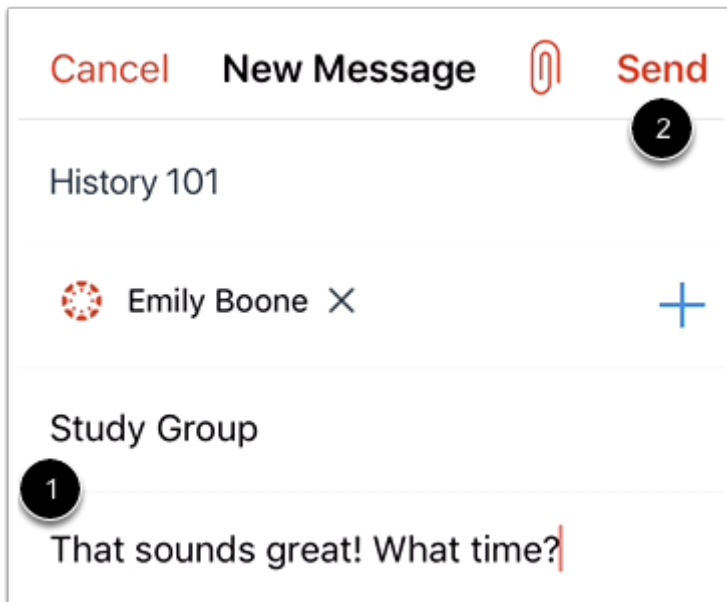 Cancel New Message Send
2
History 101
Emily Boone
Study Group
1
That sounds great! What time?